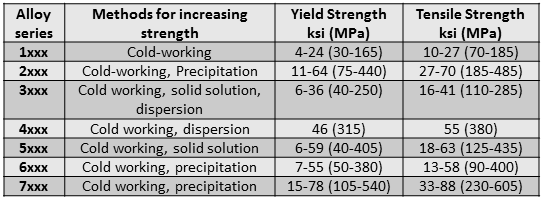 Alloy series Methods for increasing strength Yield Strength ksi (MPa) Tensile Strength ksi (MPa)
1xxx Cold-working 4-24 (30-165) 10-27 (70-185)
2xxx Cold-working, Precipitation 11-64 (75-440) 27-70 (185-485)
3xxx Cold working, solid solution, dispersion 6-36 (40-250) 16-41 (110-285)
4xxx Cold working, dispersion 46 (315) 55 (380)
5xxx Cold working, solid solution 6-59 (40-405) 18-63 (125-435)
6xxx Cold working, precipitation 7-55 (50-380) 13-58 (90-400)
7xxx Cold working, precipitation 15-78 (105-540) 33-88 (230-605)